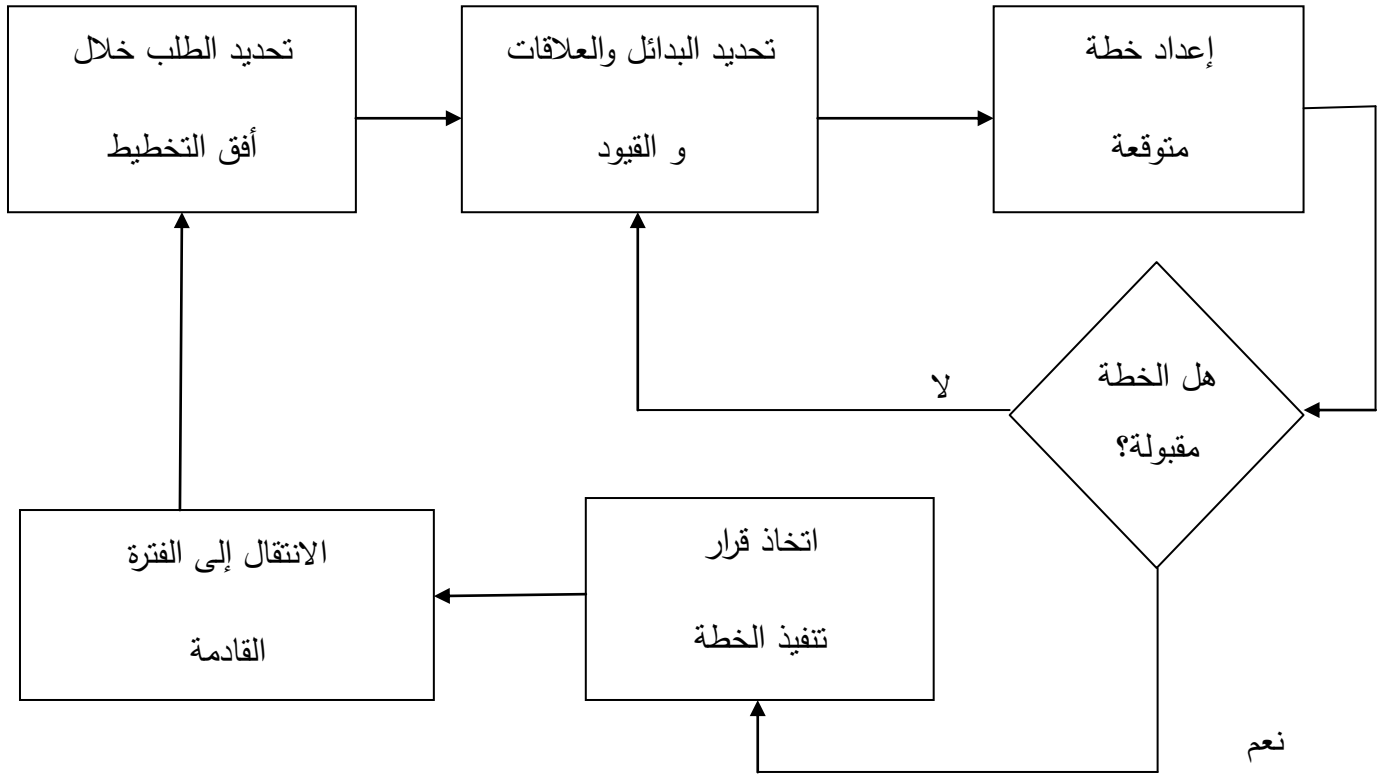 تحديد الطلب خلال
أفق التخطيط
تحديد البدائل والعلاقات
و القيود
إعداد خطة
متوقعة
هل الخطة
مقبولة؟
لا
اتخاذ قرار
تنفيذ الخطة
الانتقال إلى الفترة
القادمة
نعم